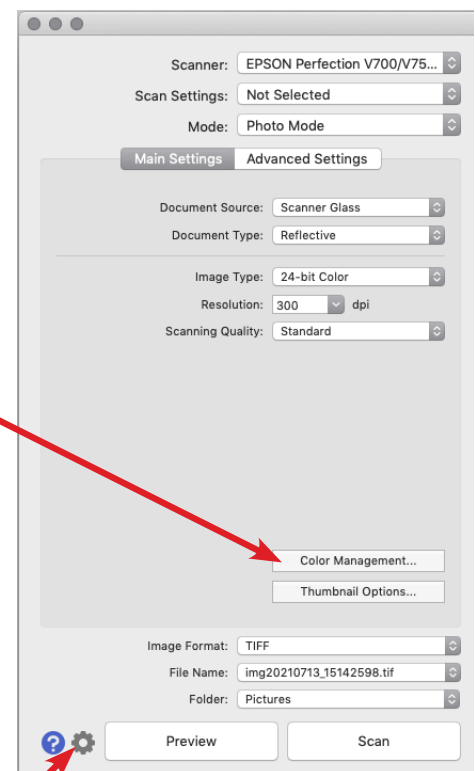 Scanner: EPSON Perfection V700/V75...
Scan Settings: Not Selected
Mode: Photo Mode
Main Settings Advanced Settings
Document Source: Scanner Glass
Document Type: Reflective
Image Type: 24-bit Color
Resolution: 300 dpi
Scanning Quality: Standard
Color Management...
Thumbnail Options...
Image Format: TIFF
File Name: img20210713_15142598.tif
Folder: Pictures
? Preview Scan